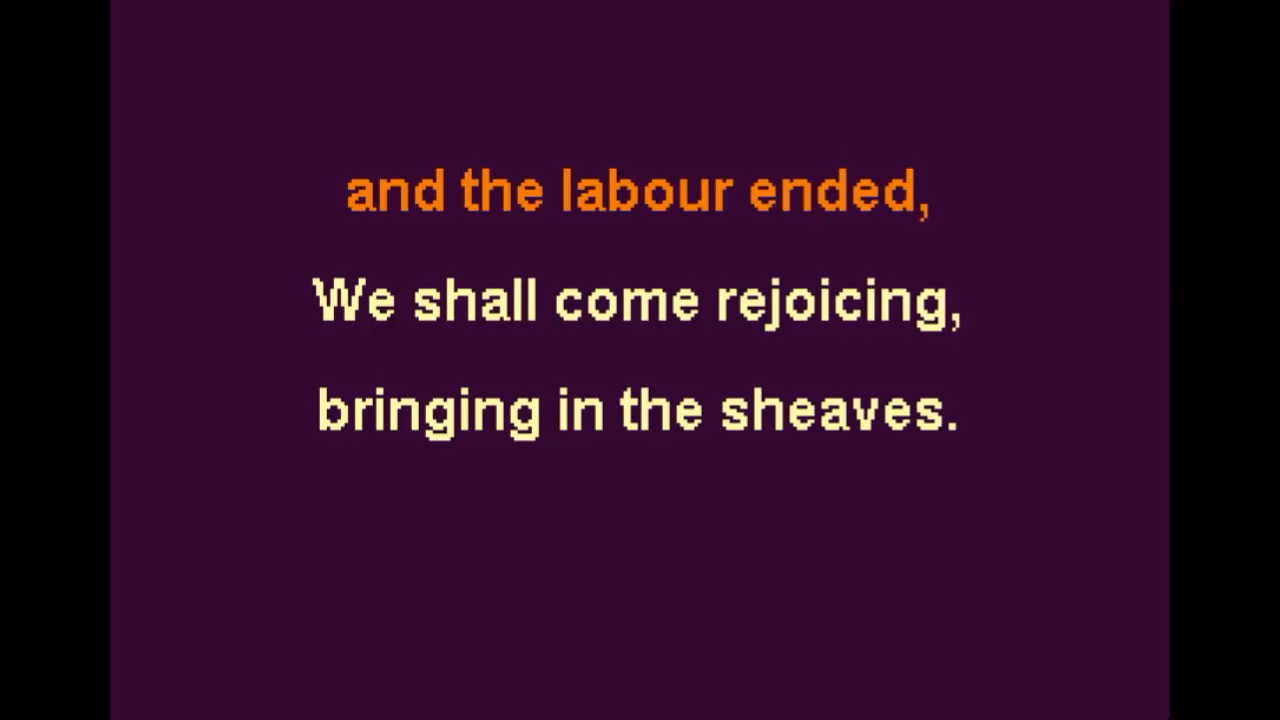 and the labour ended,
We shall come rejoicing,
bringing in the sheaves.